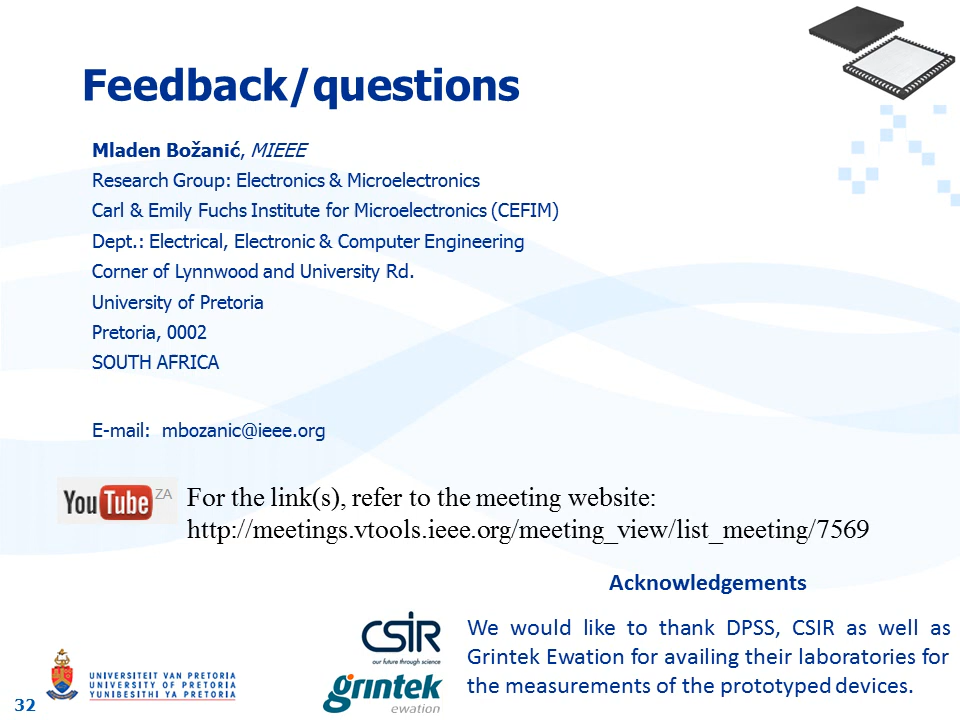 Feedback/questions
Mladen Božanić, MIEEE
Research Group: Electronics & Microelectronics
Carl & Emily Fuchs Institute for Microelectronics (CEFIM)
Dept.: Electrical, Electronic & Computer Engineering
Corner of Lynnwood and University Rd.
University of Pretoria
Pretoria, 0002
SOUTH AFRICA
E-mail: mbozanic@ieee.org
YouTube ZA
For the link(s), refer to the meeting website:
http://meetings.vtools.ieee.org/meeting_view/list_meeting/7569
Acknowledgements
We would like to thank DPSS, CSIR as well as
Grintek Ewation for availing their laboratories for
the measurements of the prototyped devices.
CSIR
our future through science
grintek
ewation
UNIVERSITEIT VAN PRETORIA
UNIVERSITY OF PRETORIA
YUNIBESITHI YA PRETORIA
32